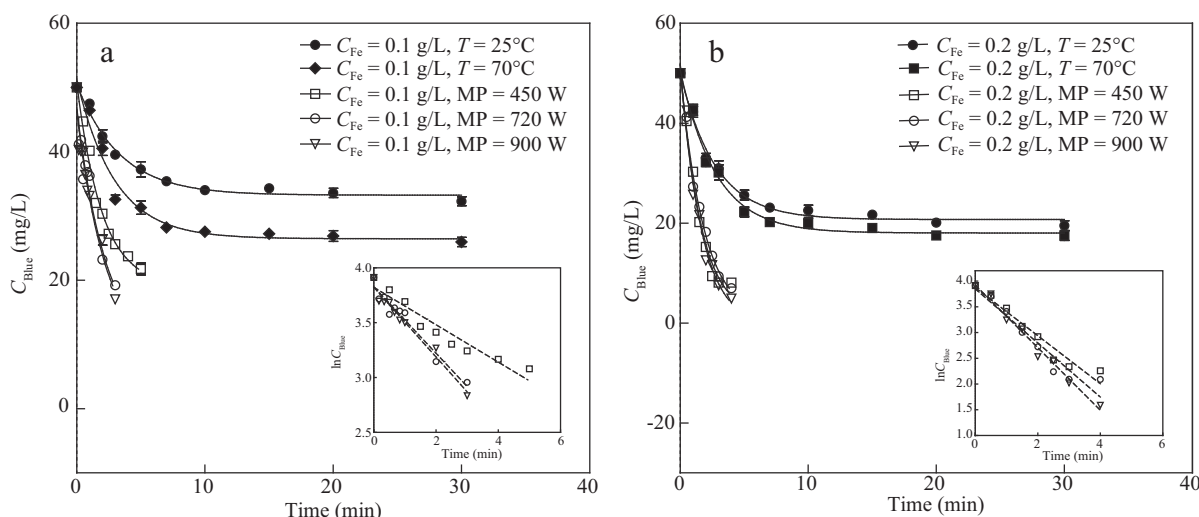 a
C_Fe = 0.1 g/L, T = 25°C
C_Fe = 0.1 g/L, T = 70°C
C_Fe = 0.1 g/L, MP = 450 W
C_Fe = 0.1 g/L, MP = 720 W
C_Fe = 0.1 g/L, MP = 900 W
60
40
20
0
C_Blue (mg/L)
0
10
20
30
40
Time (min)
4.0
3.5
3.0
2.5
lnC_Blue
0
2
4
6
Time (min)
b
C_Fe = 0.2 g/L, T = 25°C
C_Fe = 0.2 g/L, T = 70°C
C_Fe = 0.2 g/L, MP = 450 W
C_Fe = 0.2 g/L, MP = 720 W
C_Fe = 0.2 g/L, MP = 900 W
60
40
20
0
-20
C_Blue (mg/L)
0
10
20
30
40
Time (min)
4.0
3.5
3.0
2.5
2.0
1.5
1.0
lnC_Blue
0
2
4
6
Time (min)